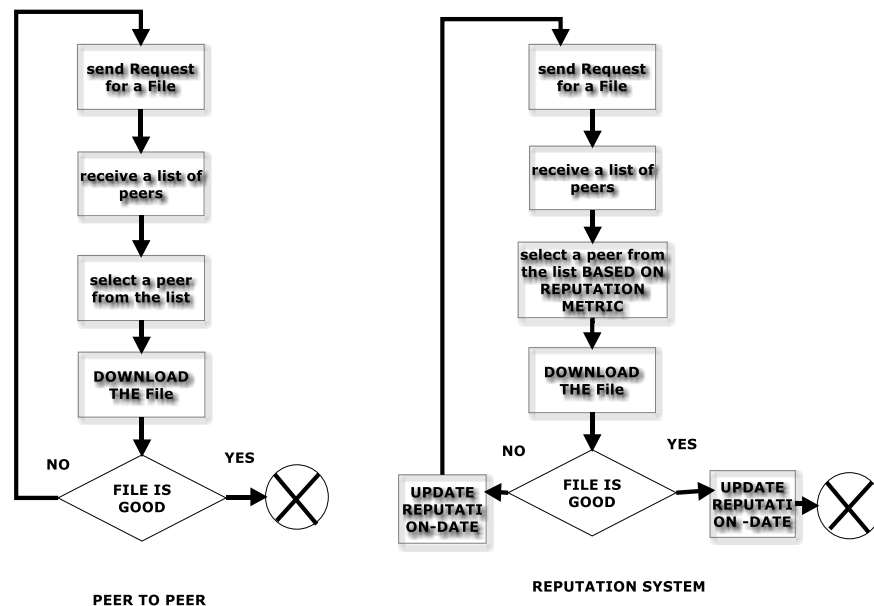 send Request
for a File
receive a list of
peers
select a peer
from the list
DOWNLOAD
THE File
NO
YES
FILE IS
GOOD
PEER TO PEER
send Request
for a File
receive a list of
peers
select a peer from
the list BASED ON
REPUTATION
METRIC
DOWNLOAD
THE File
NO
YES
FILE IS
GOOD
UPDATE
REPUTATI
ON-DATE
UPDATE
REPUTATI
ON -DATE
REPUTATION SYSTEM